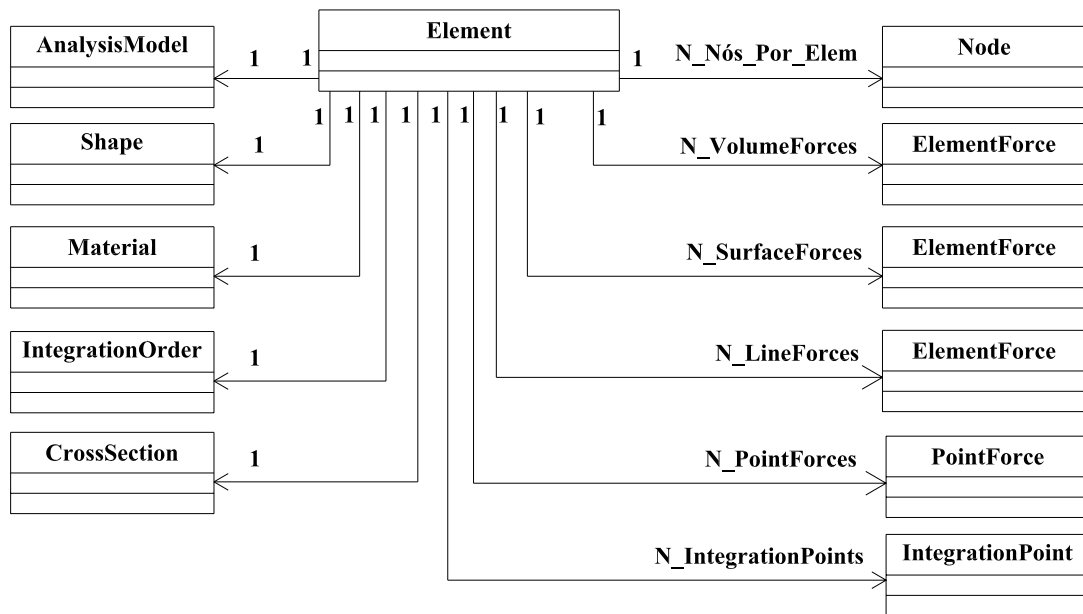 Element
AnalysisModel
1
1
1
N_Nós_Por_Elem
Node
1
1
1
1
1
1
1
1
1
Shape
1
N_VolumeForces
ElementForce
Material
1
N_SurfaceForces
ElementForce
IntegrationOrder
1
N_LineForces
ElementForce
CrossSection
1
N_PointForces
PointForce
N_IntegrationPoints
IntegrationPoint